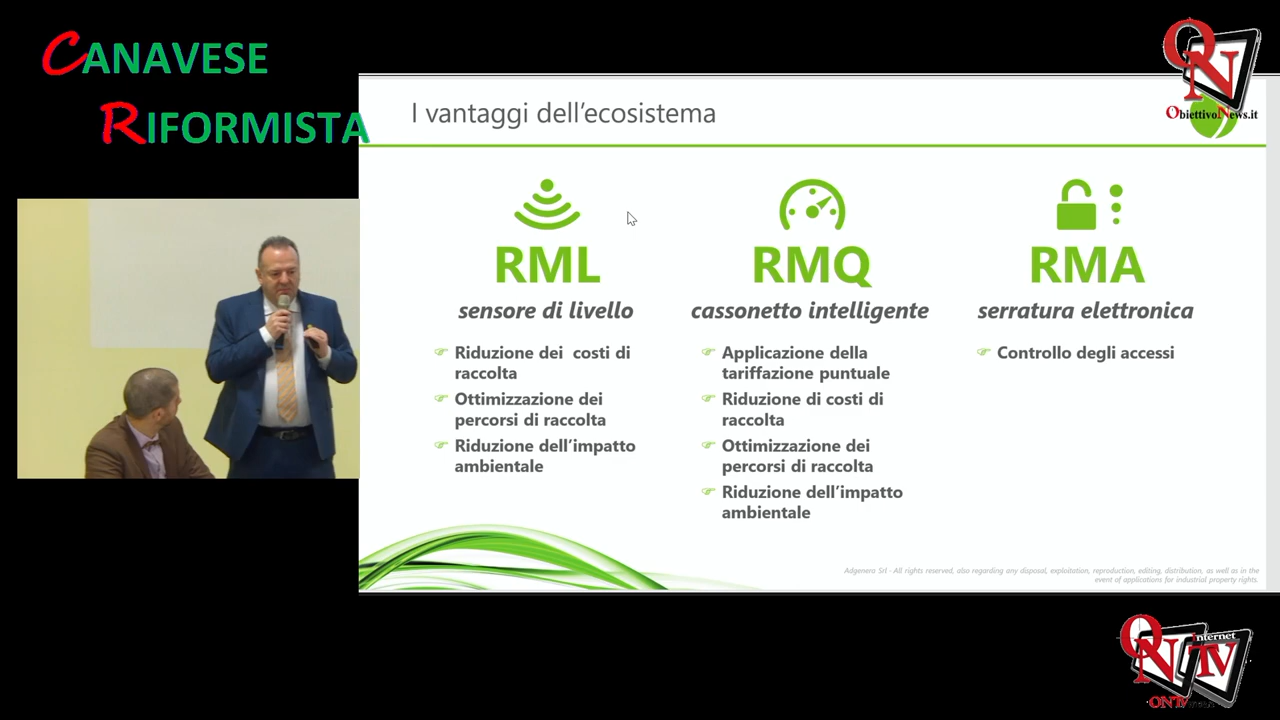 CANAVESE
RIFORMISTA
I vantaggi dell'ecosistema
QN
ObiettivoNews.it
RML
sensore di livello
Riduzione dei costi di
raccolta
Ottimizzazione dei
percorsi di raccolta
Riduzione dell'impatto
ambientale
RMQ
cassonetto intelligente
Applicazione della
tariffazione puntuale
Riduzione di costi di
raccolta
Ottimizzazione dei
percorsi di raccolta
Riduzione dell'impatto
ambientale
RMA
serratura elettronica
Controllo degli accessi
Adgenera Srl - All rights reserved, also regarding any disposal, exploitation, reproduction, editing, distribution, as well as in the
event of applications for industrial property rights.
internet
QN TV